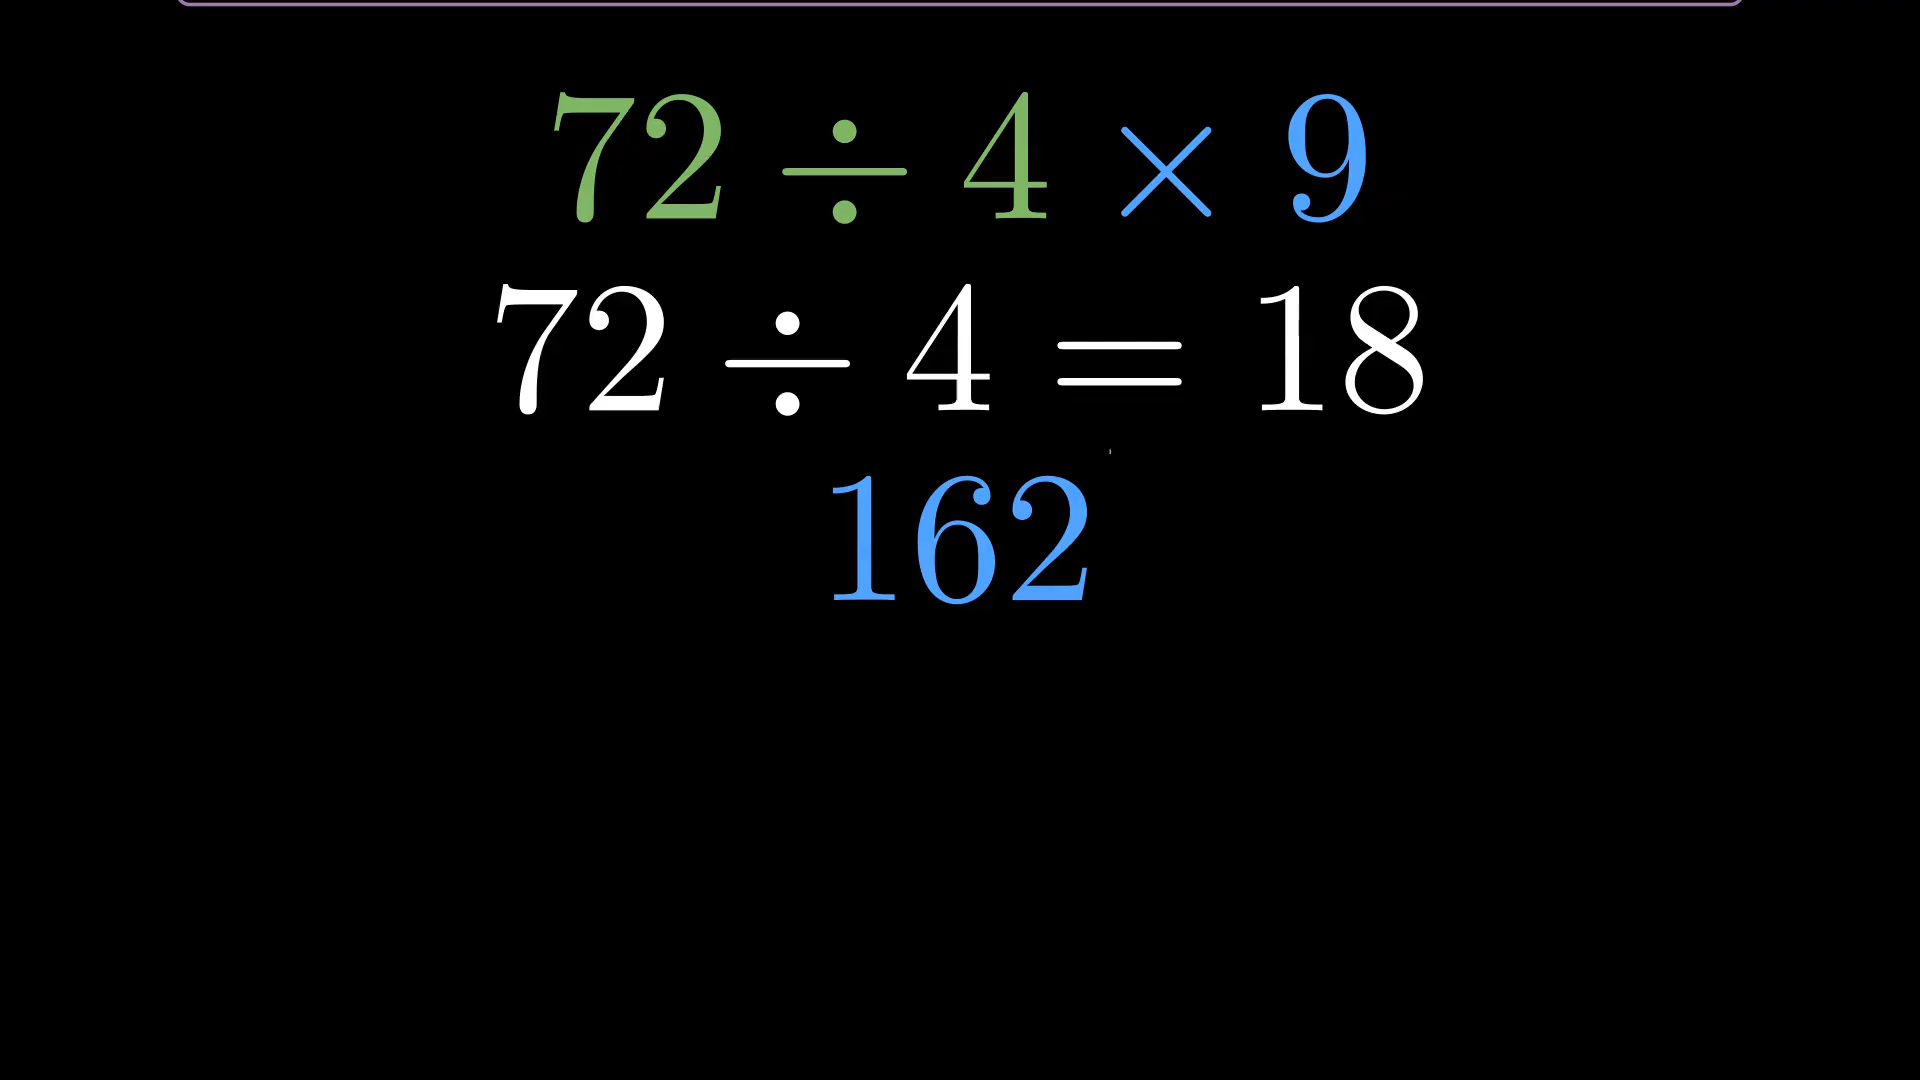 72 ÷ 4 × 9
72 ÷ 4 = 18
162